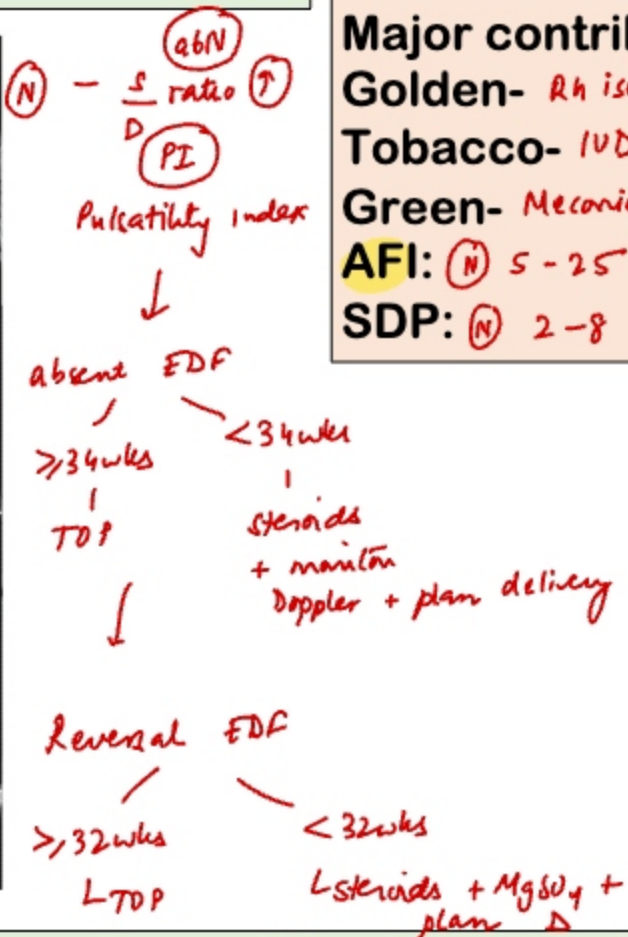 abN
N - S/D ratio ↑
PI
Pulsatility index
↓
absent EDF
≥34wks
<34wks
TOP
steroids
+ monitor
Doppler + plan delivery
↓
Reversal EDF
≥32wks
<32wks
TOP
steroids + MgSO4 +
plan Δ
Major contri
Golden- Rh is
Tobacco- IUD
Green- Meconi
AFI: N 5-25
SDP: N 2-8